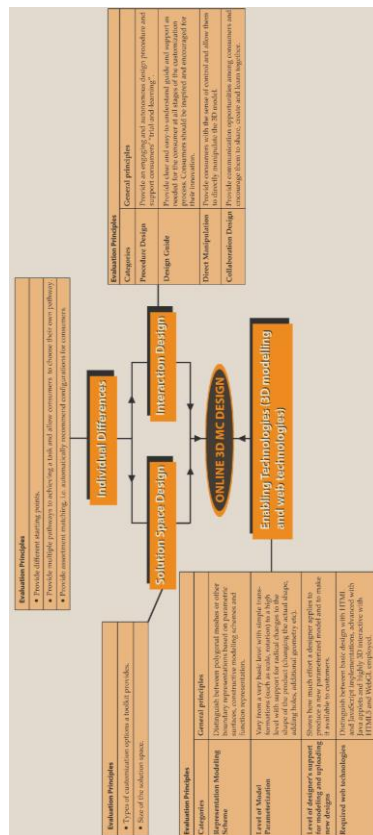 Evaluation Principles
• Provide different starting points.
• Provide multiple pathways to achieving a task and allow consumers to choose their own pathway.
• Provide assortment matching, i.e. automatically recommend configurations for consumers.
Individual Differences
Evaluation Principles
• Types of customization options a toolkit provides.
• Size of the solution space.
Solution Space Design
Interaction Design
Evaluation Principles
Categories
General principles
Procedure Design
Provide an engaging and autonomous design procedure and
support consumers' "trial-and-learning".
Design Guide
Provide clear and easy-to-understand guide and support as
needed for the consumer at all stages of the customization
process. Consumers should be inspired and encouraged for
their innovation.
Direct Manipulation
Provide consumers with the sense of control and allow them
to directly manipulate the 3D model.
Collaboration Design
Provide communication opportunities among consumers and
encourage them to share, create and learn together.
ONLINE 3D MC DESIGN
Enabling Technologies (3D modelling
and web technologies)
Evaluation Principles
Categories
General principles
Representation Modeling
Scheme
Distinguish between polygonal meshes or other
boundary representations based on parametric
surfaces, constructive modeling schemes and
function representation.
Level of Model
Parameterization
Vary from a very basic level with simple trans-
formations (such as scale, rotation) to a high
level with support for radical changes to the
shape of the product (changing the actual shape,
adding holes, additional geometry etc).
Level of designer's support
for modeling and uploading
new designs
Shows how much effort a designer applies to
produce a new parameterized model and to make
it available to customers.
Required web technologies
Distinguish between basic design with HTML
and JavaScript implementations, advanced with
Java applets and highly 3D interactive with
HTML5 and WebGL employed.